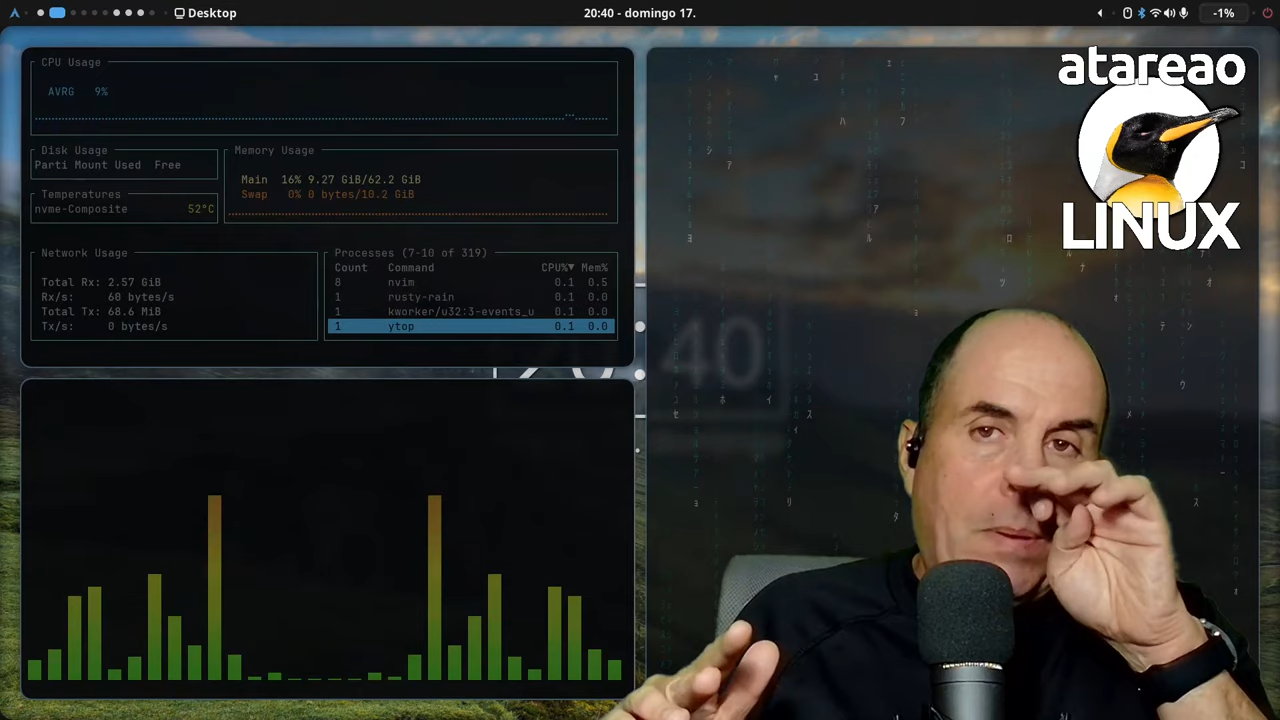 Desktop
20:40 - domingo 17.
-1%
CPU Usage
AVRG 9%
Disk Usage
Parti Mount Used Free
Temperatures
nvme-Composite 52°C
Memory Usage
Main 16% 9.27 GiB/62.2 GiB
Swap 0% 0 bytes/10.2 GiB
Network Usage
Total Rx: 2.57 GiB
Rx/s: 60 bytes/s
Total Tx: 68.6 MiB
Tx/s: 0 bytes/s
Processes (7-10 of 319)
Count Command CPU%▼ Mem%
8 nvim 0.1 0.5
1 rusty-rain 0.1 0.0
1 kworker/u32:3-events_u 0.1 0.0
1 ytop 0.1 0.0
atareao
LINUX